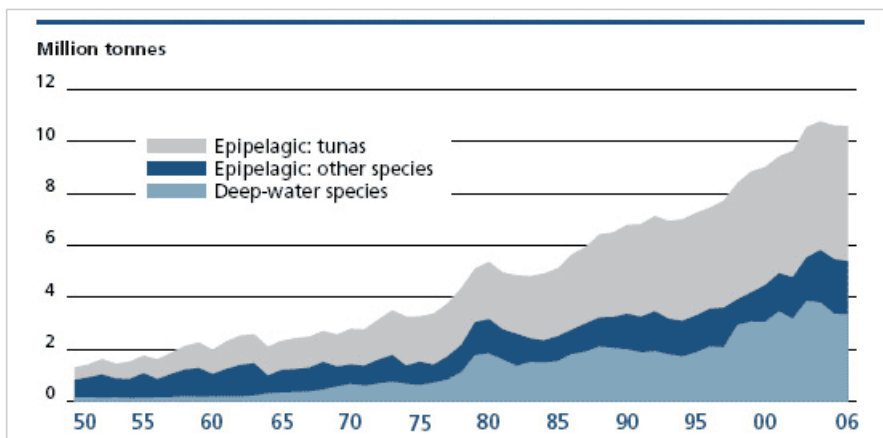 Million tonnes
12
10
8
6
4
2
0
Epipelagic: tunas
Epipelagic: other species
Deep-water species
50 55 60 65 70 75 80 85 90 95 00 06